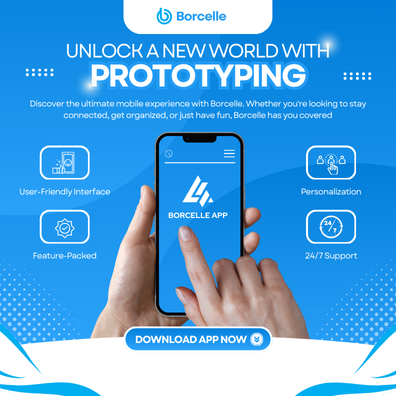 Borcelle
UNLOCK A NEW WORLD WITH
PROTOTYPING
Discover the ultimate mobile experience with Borcelle. Whether you're looking to stay
connected, get organized, or just have fun, Borcelle has you covered
User-Friendly Interface
Personalization
BORCELLE APP
24/7
Feature-Packed
24/7 Support
DOWNLOAD APP NOW